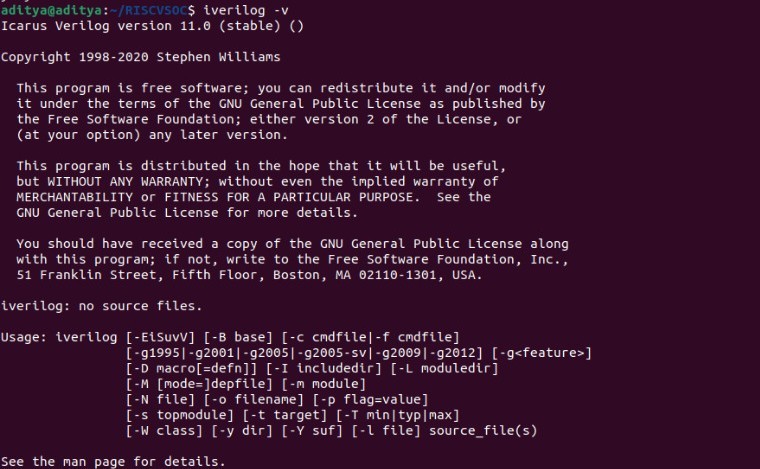 aditya@aditya:~/RISCVSOC$ iverilog -v
Icarus Verilog version 11.0 (stable) ()

Copyright 1998-2020 Stephen Williams

  This program is free software; you can redistribute it and/or modify
  it under the terms of the GNU General Public License as published by
  the Free Software Foundation; either version 2 of the License, or
  (at your option) any later version.

  This program is distributed in the hope that it will be useful,
  but WITHOUT ANY WARRANTY; without even the implied warranty of
  MERCHANTABILITY or FITNESS FOR A PARTICULAR PURPOSE.  See the
  GNU General Public License for more details.

  You should have received a copy of the GNU General Public License along
  with this program; if not, write to the Free Software Foundation, Inc.,
  51 Franklin Street, Fifth Floor, Boston, MA 02110-1301, USA.

iverilog: no source files.

Usage: iverilog [-EiSuvV] [-B base] [-c cmdfile|-f cmdfile]
                [-g1995|-g2001|-g2005|-g2005-sv|-g2009|-g2012] [-g<feature>]
                [-D macro[=defn]] [-I includedir] [-L moduledir]
                [-M [mode=]depfile] [-m module]
                [-N file] [-o filename] [-p flag=value]
                [-s topmodule] [-t target] [-T min|typ|max]
                [-W class] [-y dir] [-Y suf] [-l file] source_file(s)

See the man page for details.